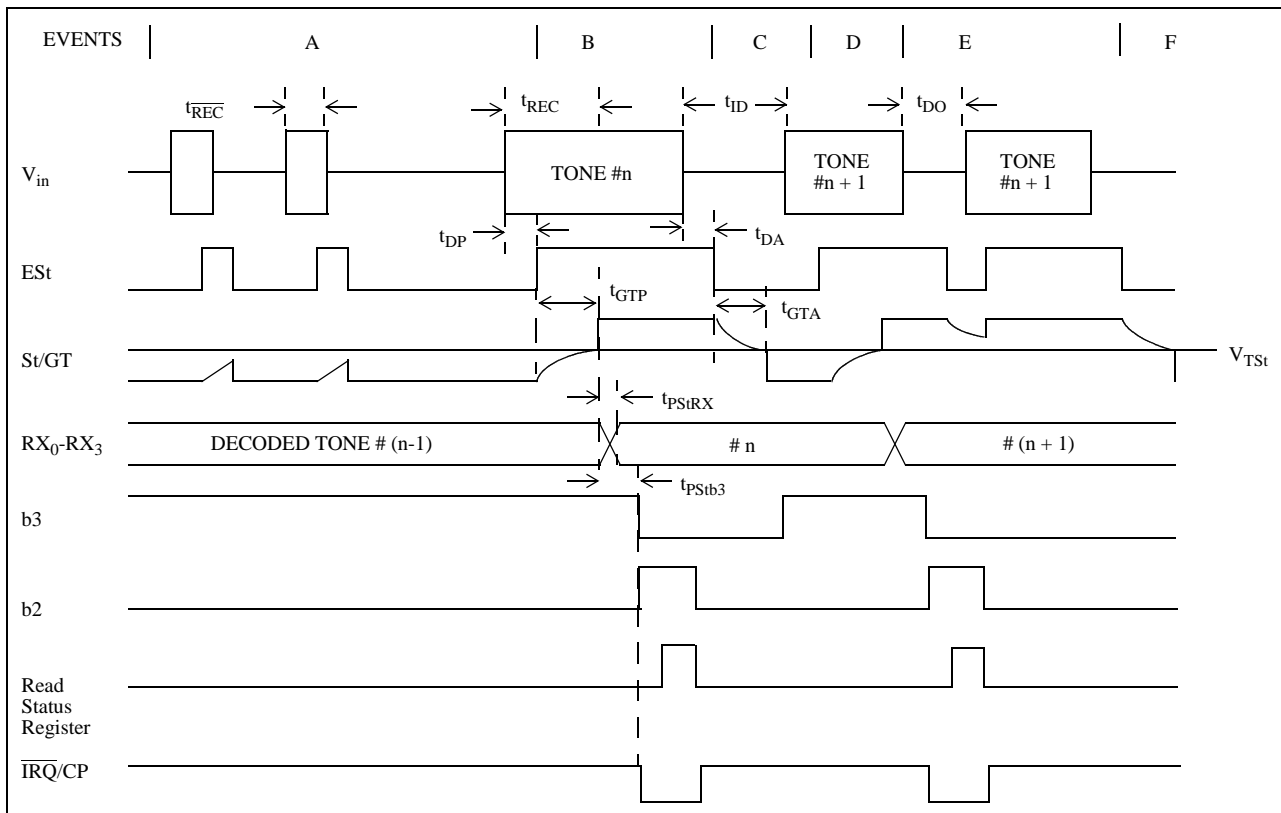 EVENTS A B C D E F
tREC tREC tID tDO
Vin TONE #n TONE #n + 1 TONE #n + 1
tDP tDA
ESt
tGTP tGTA
St/GT VTSt
tPStRX
RX0-RX3 DECODED TONE # (n-1) # n # (n + 1)
tPStb3
b3
b2
Read
Status
Register
IRQ/CP